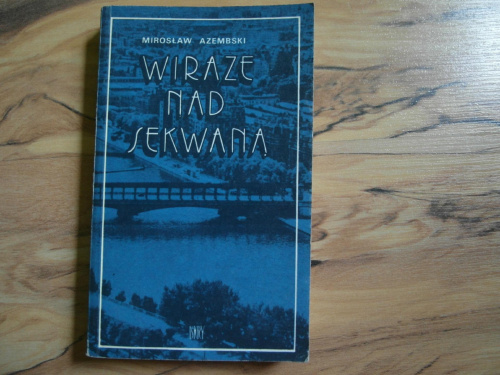 MIROSŁAW AZEMBSKI
WIRAŻE
NAD
SEKWANĄ